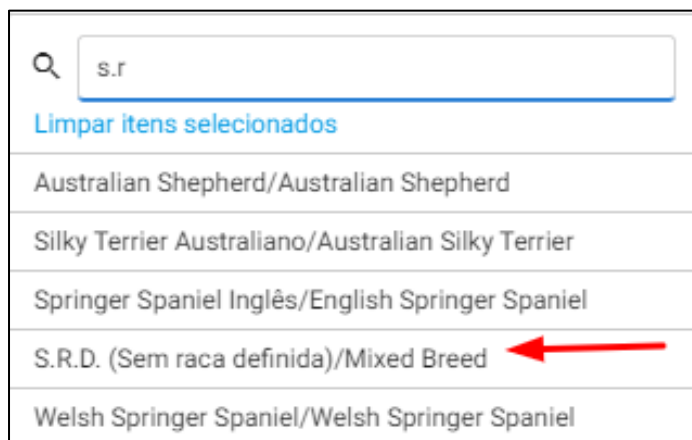 s.r
Limpar itens selecionados
Australian Shepherd/Australian Shepherd
Silky Terrier Australiano/Australian Silky Terrier
Springer Spaniel Inglês/English Springer Spaniel
S.R.D. (Sem raca definida)/Mixed Breed
Welsh Springer Spaniel/Welsh Springer Spaniel